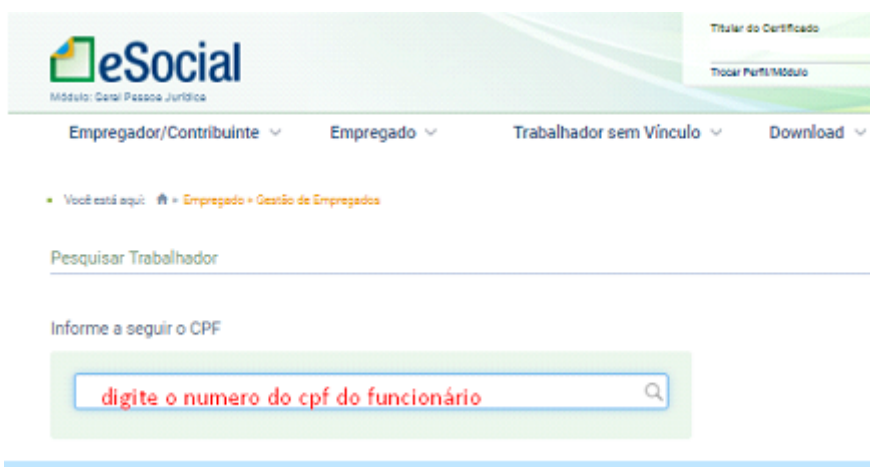 Titular do Certificado
eSocial
Trocar Perfil/Módulo
Módulo: Geral Pessoa Jurídica
Empregador/Contribuinte Empregado Trabalhador sem Vínculo Download
Você está aqui: » Empregado » Gestão de Empregados
Pesquisar Trabalhador
Informe a seguir o CPF
digite o numero do cpf do funcionário